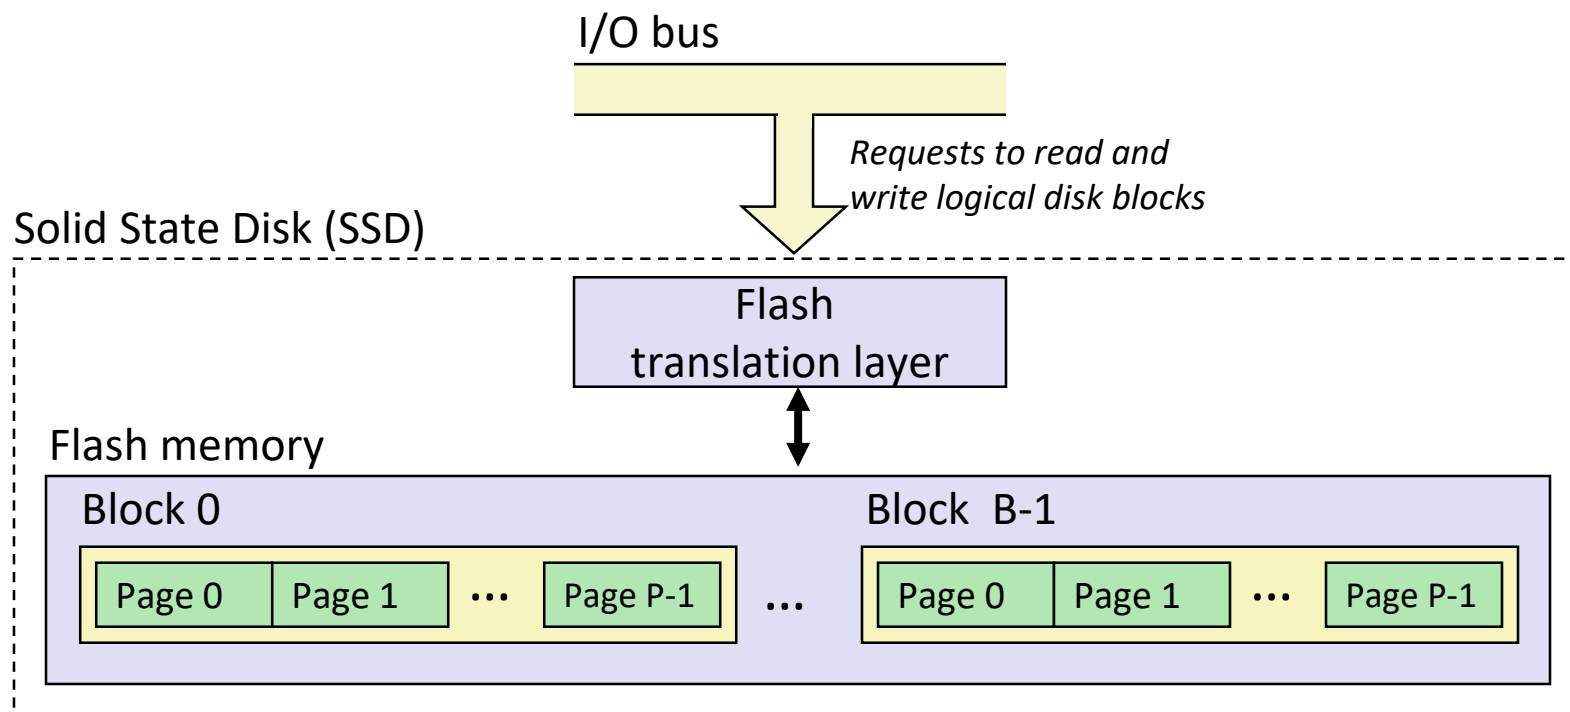 I/O bus
Requests to read and
write logical disk blocks
Solid State Disk (SSD)
Flash
translation layer
Flash memory
Block 0
Block B-1
Page 0 Page 1 ... Page P-1 ... Page 0 Page 1 ... Page P-1